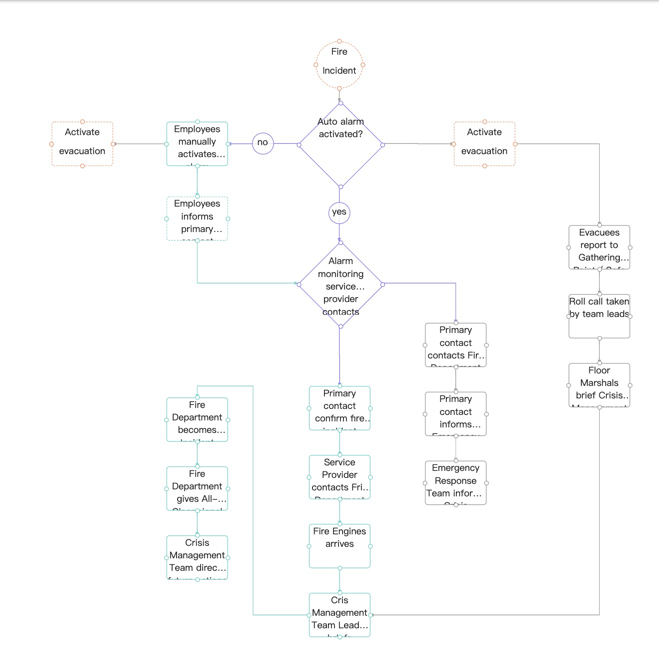 Fire
Incident
Auto alarm
activated?
Activate
evacuation
Employees
manually
activates...
no
Activate
evacuation
Employees
informs
primary...
yes
Evacuees
report to
Gathering...
Alarm
monitoring
service...
provider
contacts
Roll call taken
by team leads
Primary
contact
contacts Fir..
Floor
Marshals
brief Crisis..
Primary
contact
confirm fire..
Primary
contact
informs...
Fire
Department
becomes...
Service
Provider
contacts Fri...
Emergency
Response
Team infor...
Fire
Department
gives All-...
Fire Engines
arrives
Crisis
Management
Team direc...
Cris
Management
Team Lead...